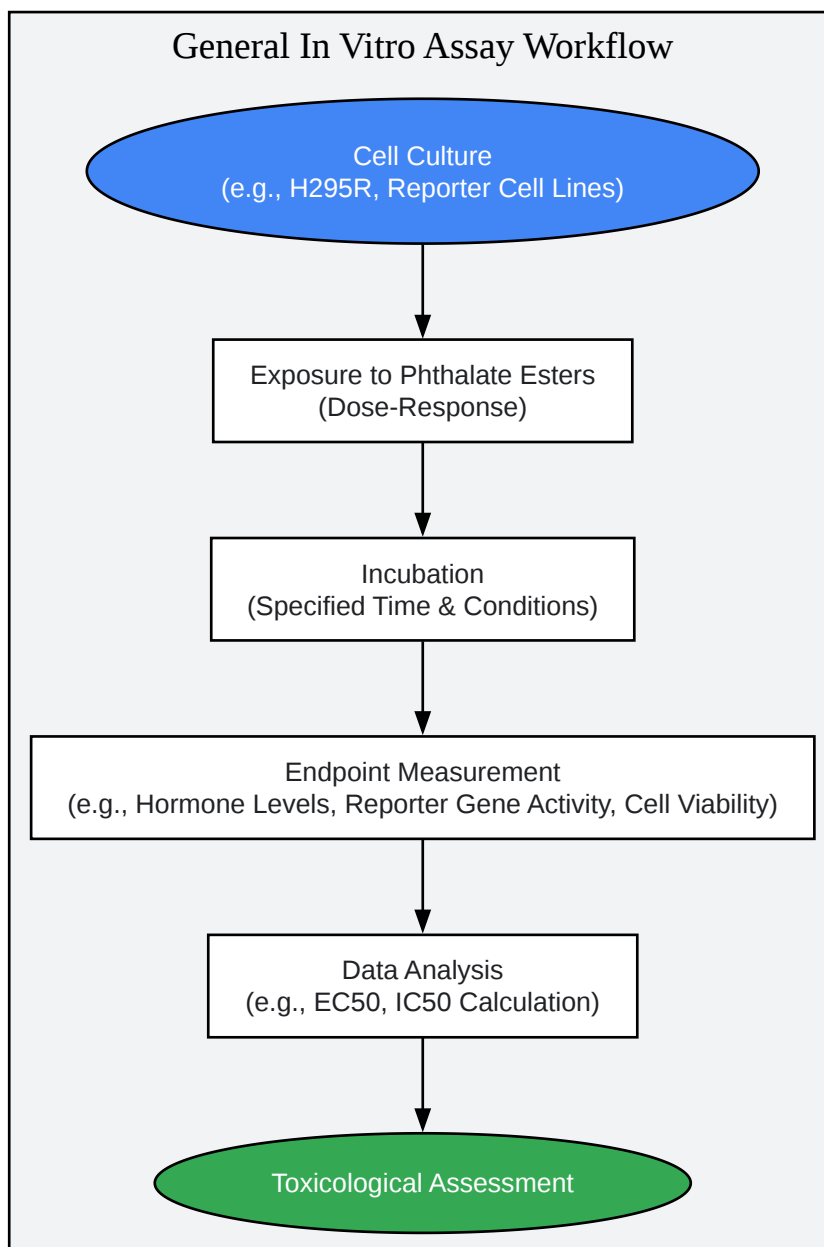 General In Vitro Assay Workflow
Cell Culture
(e.g., H295R, Reporter Cell Lines)
Exposure to Phthalate Esters
(Dose-Response)
Incubation
(Specified Time & Conditions)
Endpoint Measurement
(e.g., Hormone Levels, Reporter Gene Activity, Cell Viability)
Data Analysis
(e.g., EC50, IC50 Calculation)
Toxicological Assessment